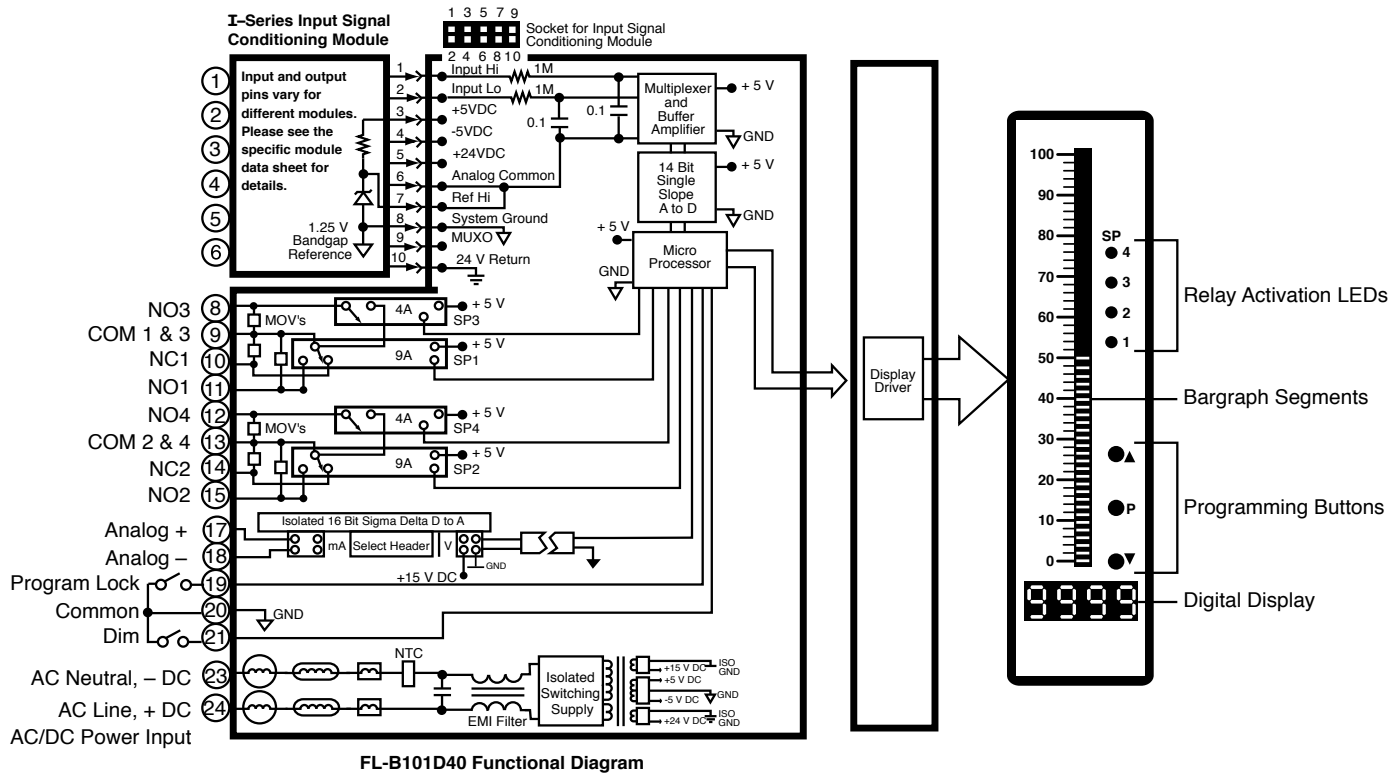 I–Series Input Signal
Conditioning Module
1 3 5 7 9
Socket for Input Signal
Conditioning Module
2 4 6 8 10
1
2
3
4
5
6
Input and output
pins vary for
different modules.
Please see the
specific module
data sheet for
details.
1.25 V
Bandgap
Reference
1
2
3
4
5
6
7
8
9
10
Input Hi
1M
Input Lo
1M
+5VDC
-5VDC
+24VDC
Analog Common
Ref Hi
System Ground
MUXO
24 V Return
0.1
0.1
Multiplexer
and
Buffer
Amplifier
+ 5 V
GND
14 Bit
Single
Slope
A to D
+ 5 V
GND
+ 5 V
GND
Micro
Processor
NO3
8
COM 1 & 3
9
NC1
10
NO1
11
MOV's
4A
+ 5 V
SP3
9A
+ 5 V
SP1
NO4
12
COM 2 & 4
13
NC2
14
NO2
15
MOV's
4A
+ 5 V
SP4
9A
+ 5 V
SP2
Analog +
17
Analog –
18
Isolated 16 Bit Sigma Delta D to A
mA
Select Header
V
GND
+15 V DC
Program Lock
19
Common
20
GND
Dim
21
AC Neutral, – DC
23
AC Line, + DC
24
AC/DC Power Input
NTC
EMI Filter
Isolated
Switching
Supply
+15 V DC
ISO
GND
+5 V DC
GND
-5 V DC
+24 V DC
ISO
GND
Display
Driver
100
90
80
70
60
50
40
30
20
10
0
SP
4
3
2
1
P
9999
Relay Activation LEDs
Bargraph Segments
Programming Buttons
Digital Display
FL-B101D40 Functional Diagram